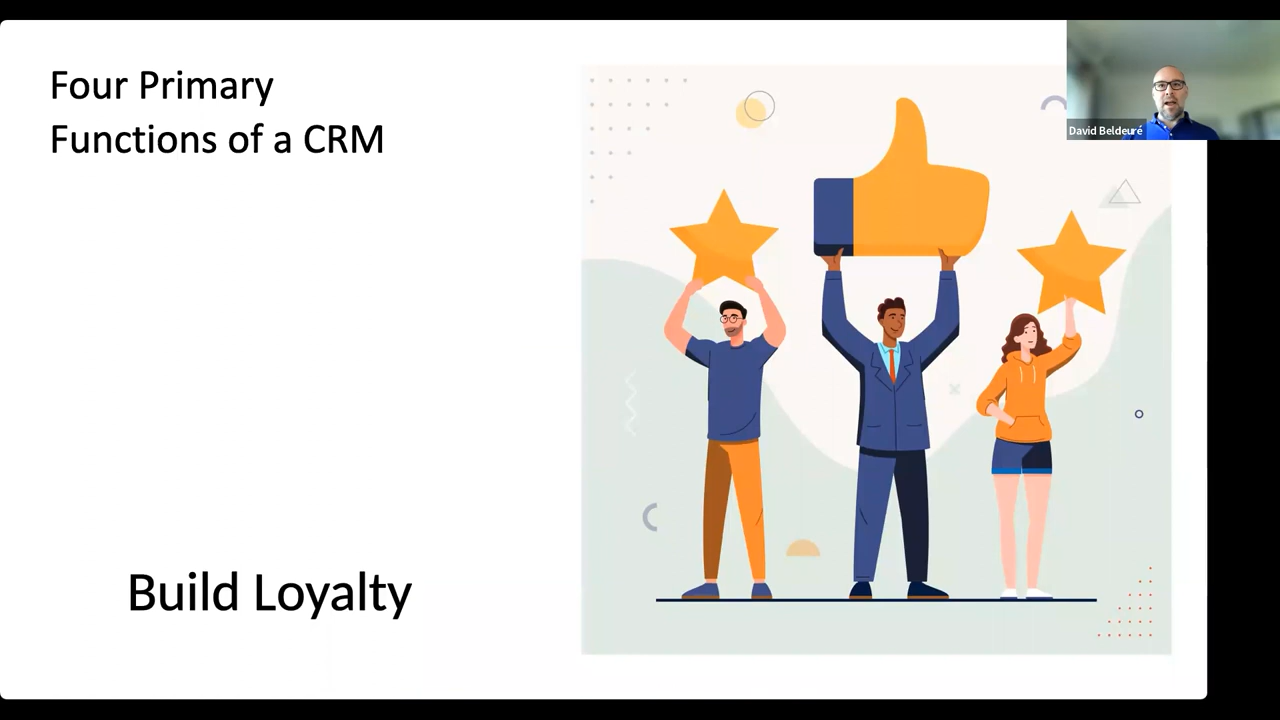 Four Primary
Functions of a CRM
David Beldeuré
Build Loyalty